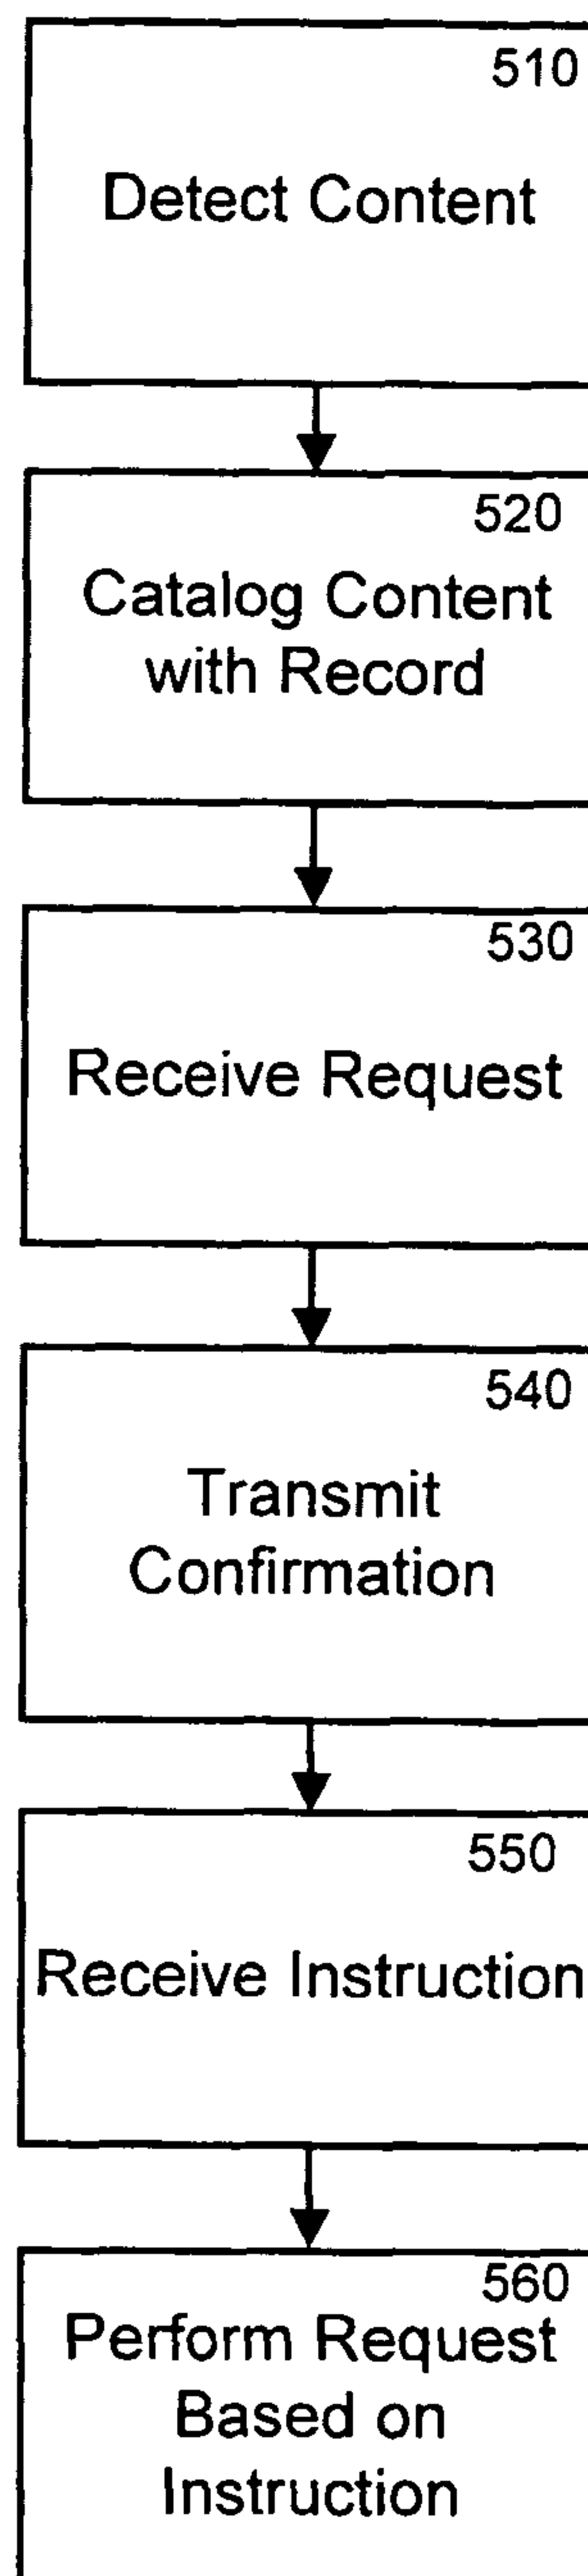 510
Detect Content
520
Catalog Content
with Record
530
Receive Request
540
Transmit
Confirmation
550
Receive Instruction
560
Perform Request
Based on
Instruction